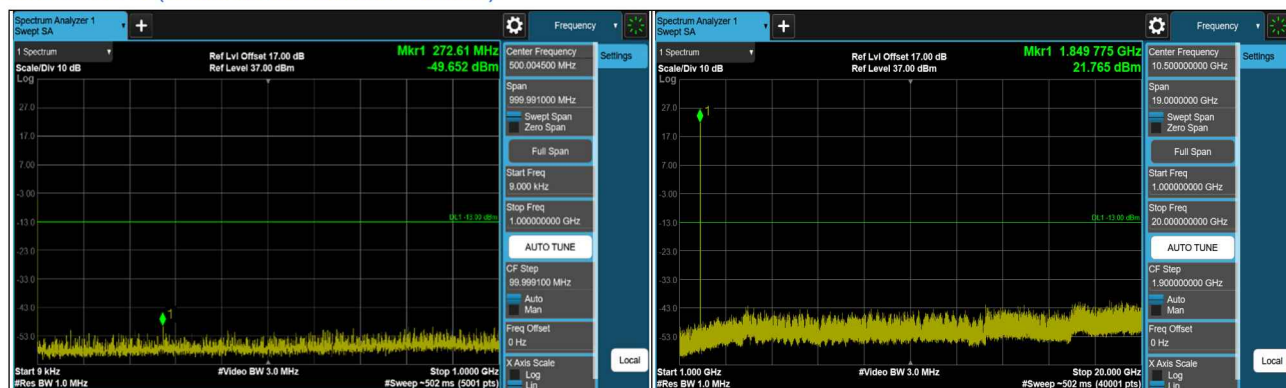 Spectrum Analyzer 1
Swept SA
Frequency
1 Spectrum
Scale/Div 10 dB
Log
Ref Lvl Offset 17.00 dB
Ref Level 37.00 dBm
Mkr1 272.61 MHz
-49.652 dBm
27.0
17.0
7.00
-3.00
-13.0
-23.0
-33.0
-43.0
-53.0
1
DL1 -13.00 dBm
Start 9 kHz
#Res BW 1.0 MHz
#Video BW 3.0 MHz
Stop 1.0000 GHz
#Sweep ~502 ms (5001 pts)
Center Frequency
500.004500 MHz
Span
999.991000 MHz
Swept Span
Zero Span
Full Span
Start Freq
9.000 kHz
Stop Freq
1.000000000 GHz
AUTO TUNE
CF Step
99.999100 MHz
Auto
Man
Freq Offset
0 Hz
X Axis Scale
Log
Lin
Settings
Local
Spectrum Analyzer 1
Swept SA
Frequency
1 Spectrum
Scale/Div 10 dB
Log
Ref Lvl Offset 17.00 dB
Ref Level 37.00 dBm
Mkr1 1.849 775 GHz
21.765 dBm
27.0
17.0
7.00
-3.00
-13.0
-23.0
-33.0
-43.0
-53.0
1
DL1 -13.00 dBm
Start 1.000 GHz
#Res BW 1.0 MHz
#Video BW 3.0 MHz
Stop 20.000 GHz
#Sweep ~502 ms (40001 pts)
Center Frequency
10.500000000 GHz
Span
19.0000000 GHz
Swept Span
Zero Span
Full Span
Start Freq
1.000000000 GHz
Stop Freq
20.000000000 GHz
AUTO TUNE
CF Step
1.900000000 GHz
Auto
Man
Freq Offset
0 Hz
X Axis Scale
Log
Lin
Settings
Local